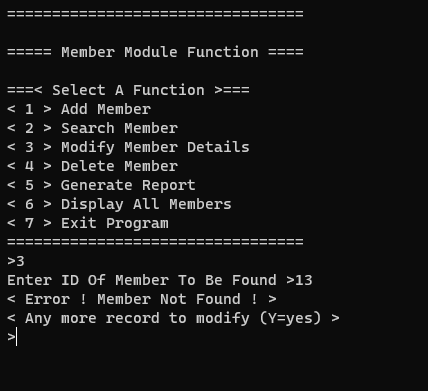 =================================
===== Member Module Function ====
===< Select A Function >===
< 1 > Add Member
< 2 > Search Member
< 3 > Modify Member Details
< 4 > Delete Member
< 5 > Generate Report
< 6 > Display All Members
< 7 > Exit Program
=================================
>3
Enter ID Of Member To Be Found >13
< Error ! Member Not Found ! >
< Any more record to modify (Y=yes) >
>